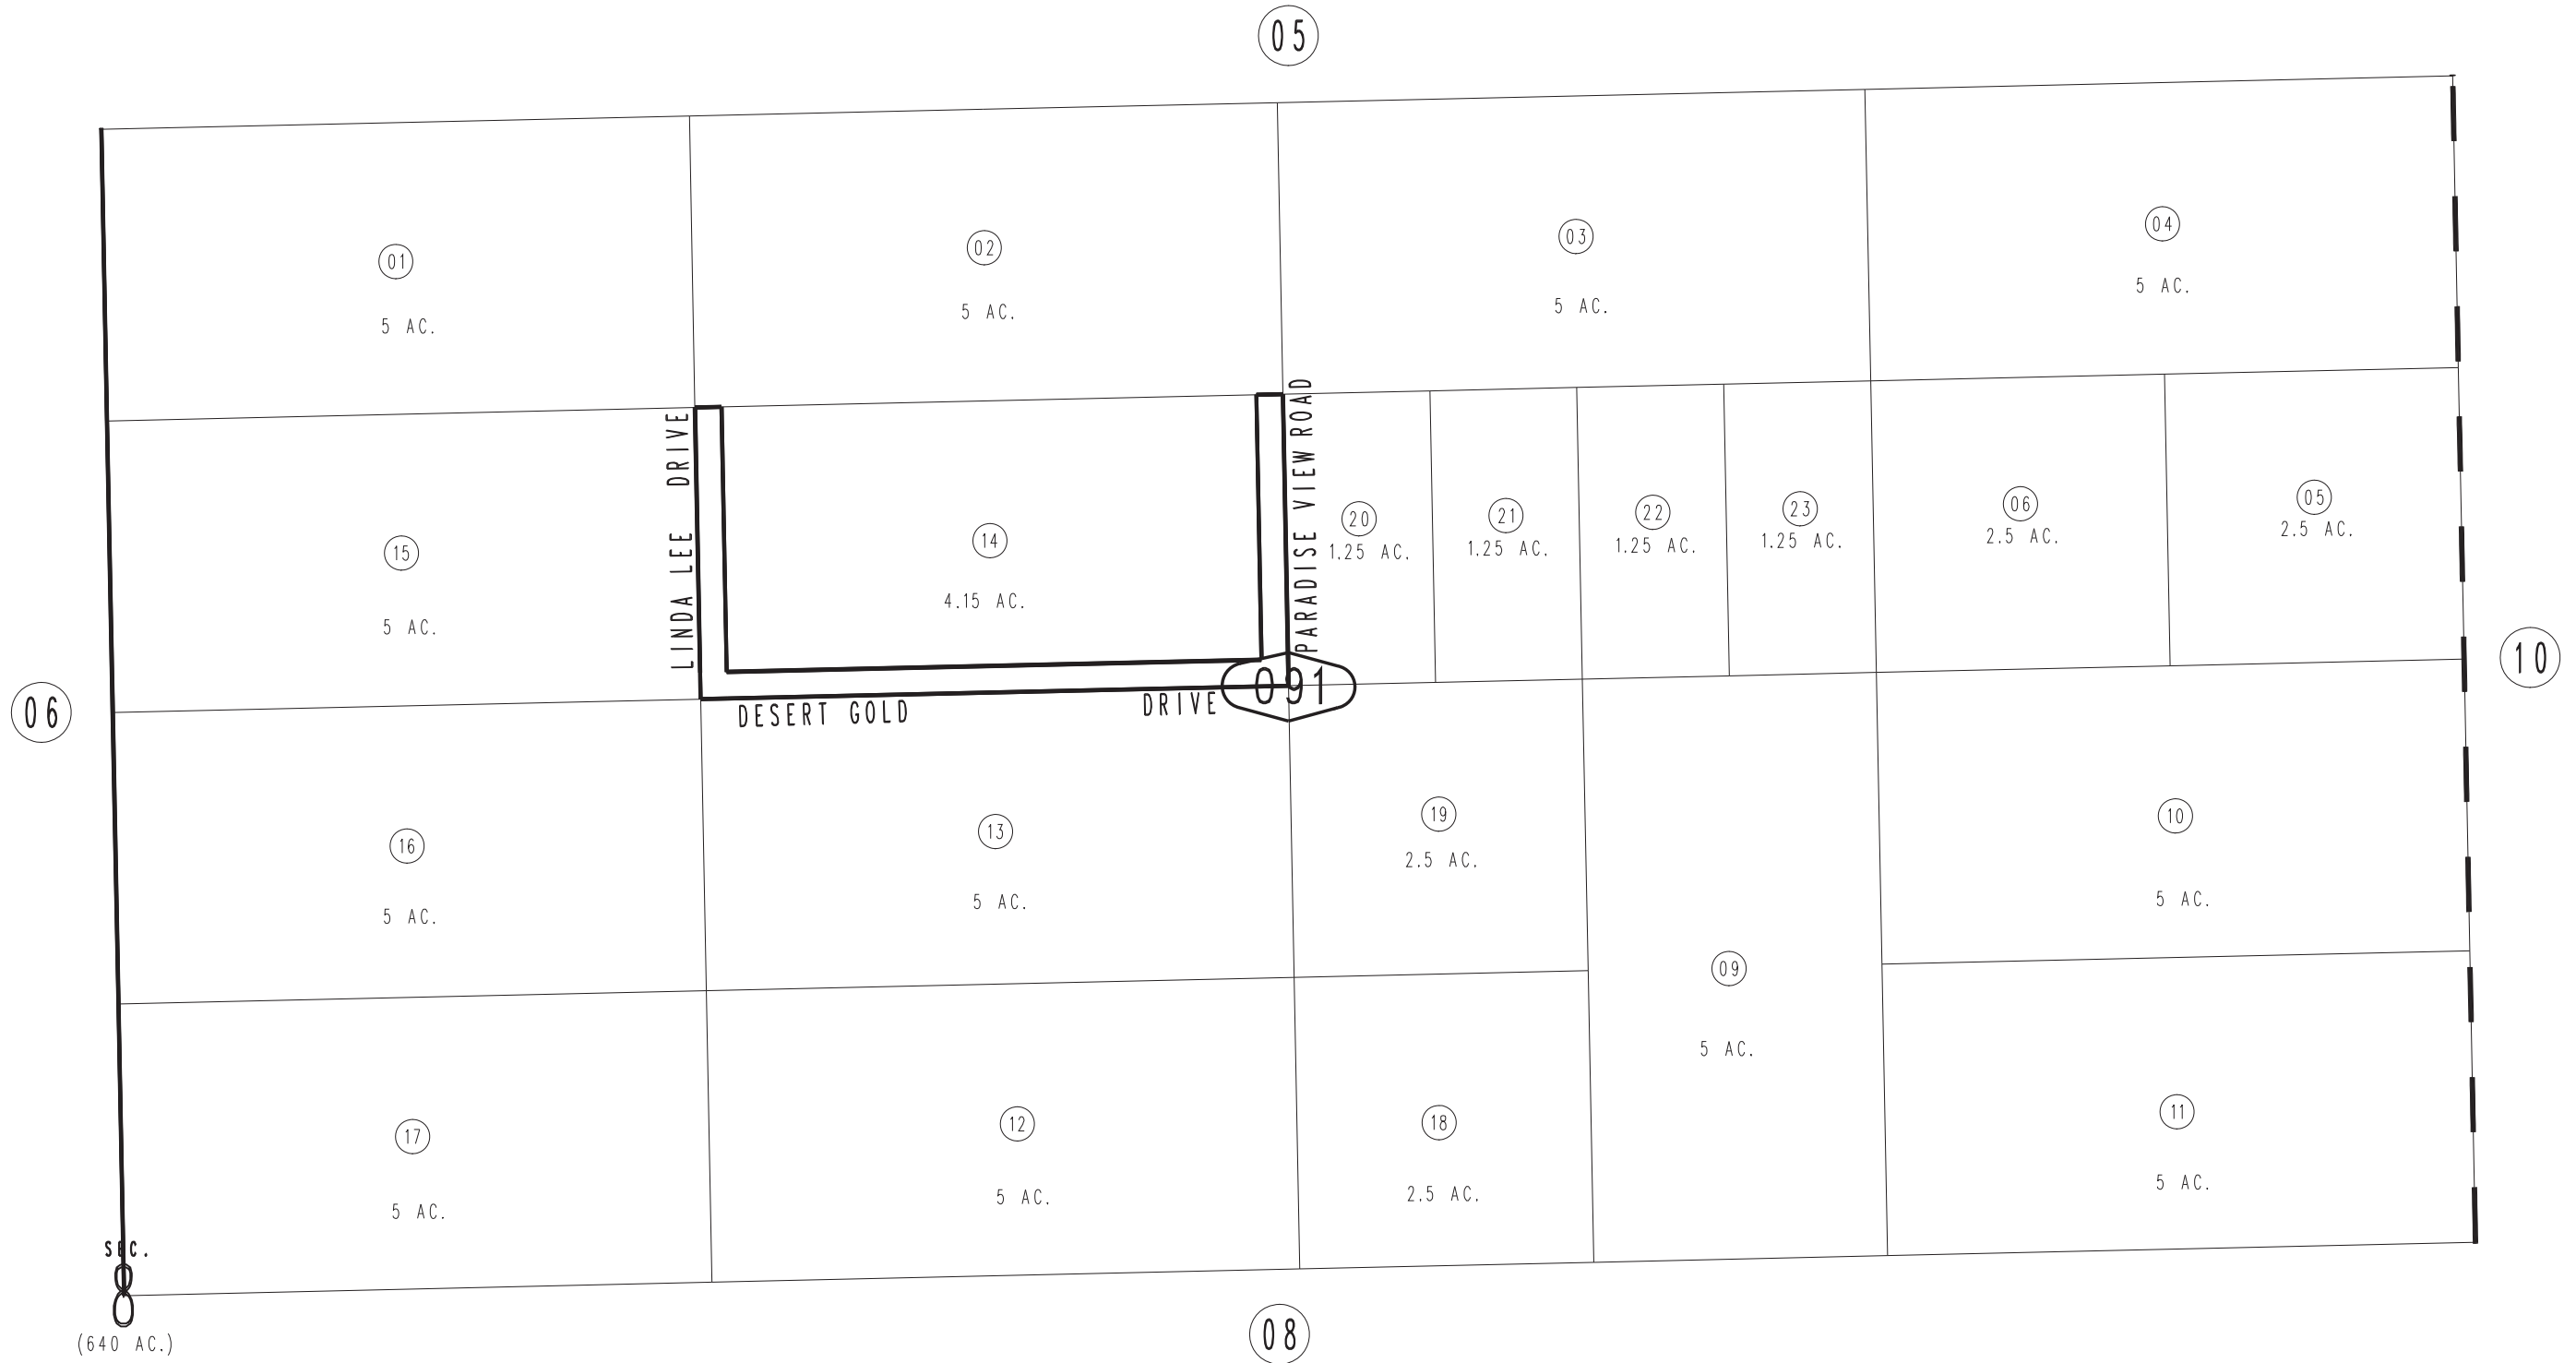 05
04
5 AC.
03
5 AC.
02
5 AC.
01
5 AC.
LINDA LEE DRIVE
PARADISE VIEW ROAD
15
5 AC.
14
4.15 AC.
20
1.25 AC.
21
1.25 AC.
22
1.25 AC.
23
1.25 AC.
06
2.5 AC.
05
2.5 AC.
06
091
10
DESERT GOLD DRIVE
16
5 AC.
13
5 AC.
19
2.5 AC.
09
5 AC.
10
5 AC.
17
5 AC.
12
5 AC.
18
2.5 AC.
11
5 AC.
SEC.
8
(640 AC.)
08